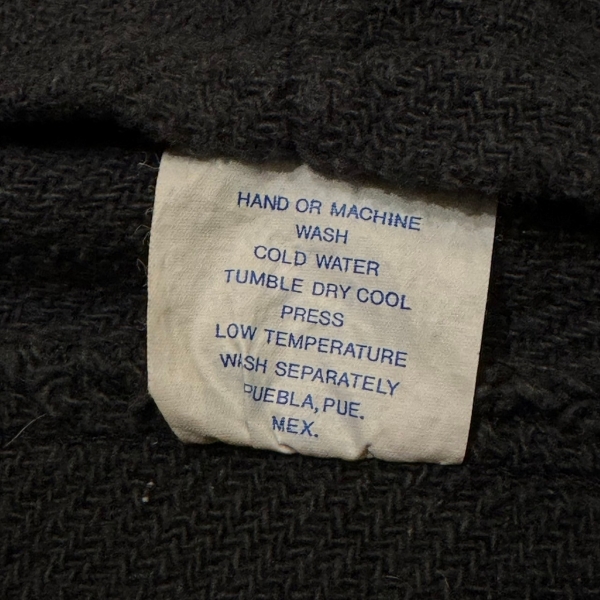 HAND OR MACHINE
WASH
COLD WATER
TUMBLE DRY COOL
PRESS
LOW TEMPERATURE
WISH SEPARATELY
PUEBLA, PUE.
MEX.